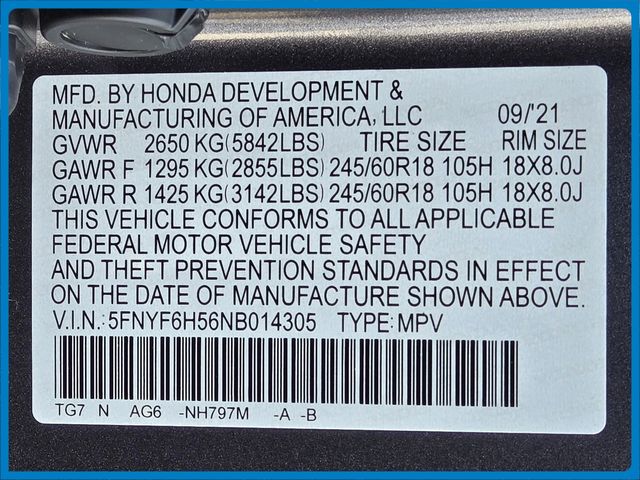 MFD. BY HONDA DEVELOPMENT &
MANUFACTURING OF AMERICA, LLC 09/'21
GVWR 2650 KG(5842LBS) TIRE SIZE RIM SIZE
GAWR F 1295 KG(2855LBS) 245/60R18 105H 18X8.0J
GAWR R 1425 KG(3142LBS) 245/60R18 105H 18X8.0J
THIS VEHICLE CONFORMS TO ALL APPLICABLE
FEDERAL MOTOR VEHICLE SAFETY
AND THEFT PREVENTION STANDARDS IN EFFECT
ON THE DATE OF MANUFACTURE SHOWN ABOVE.
V.I.N.:5FNYF6H56NB014305 TYPE:MPV
TG7 N AG6 -NH797M -A -B